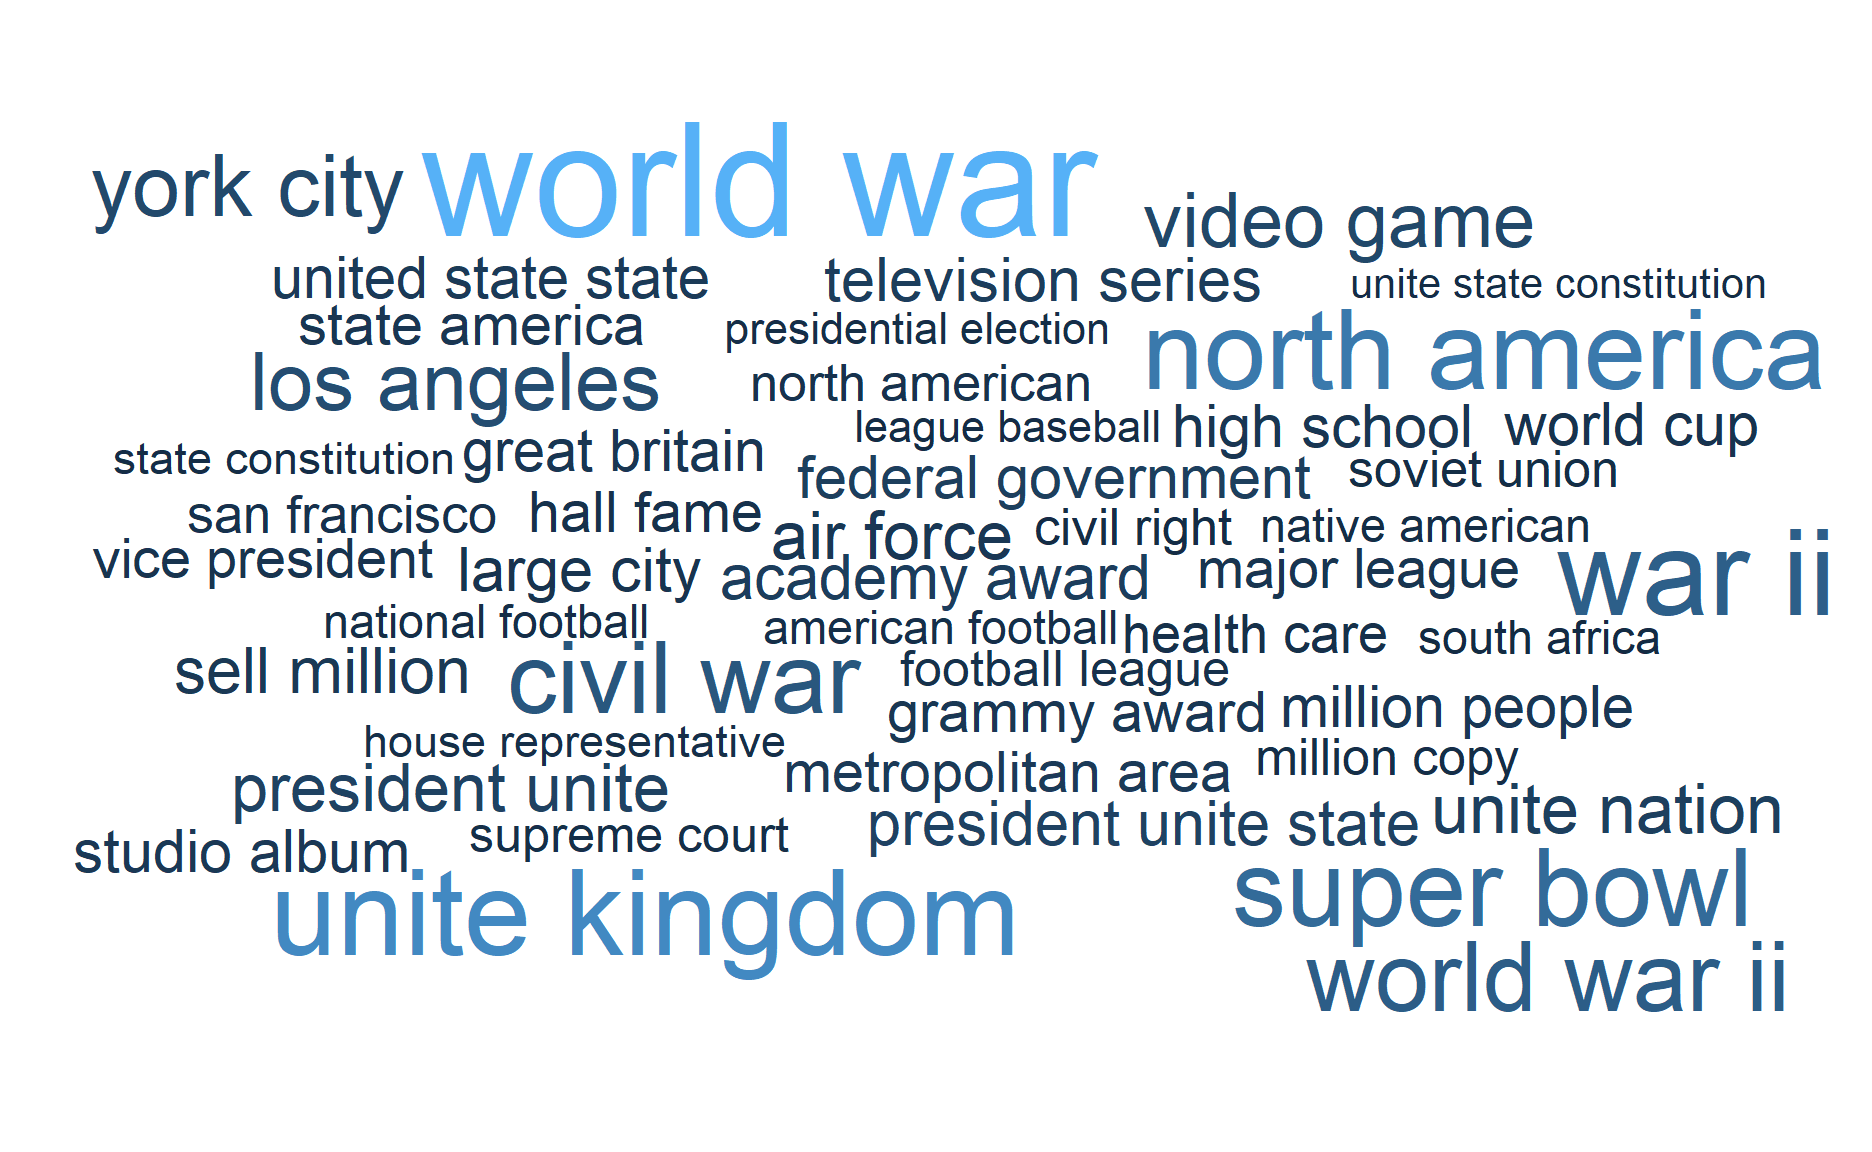 york city
world war
video game
united state state
television series
unite state constitution
state america
presidential election
north america
los angeles
north american
league baseball
high school
world cup
state constitution
great britain
federal government
soviet union
san francisco
hall fame
air force
civil right
native american
vice president
large city
academy award
major league
war ii
national football
american football
health care
south africa
sell million
civil war
football league
grammy award
million people
house representative
president unite
metropolitan area
million copy
studio album
supreme court
president unite state
unite nation
unite kingdom
super bowl
world war ii